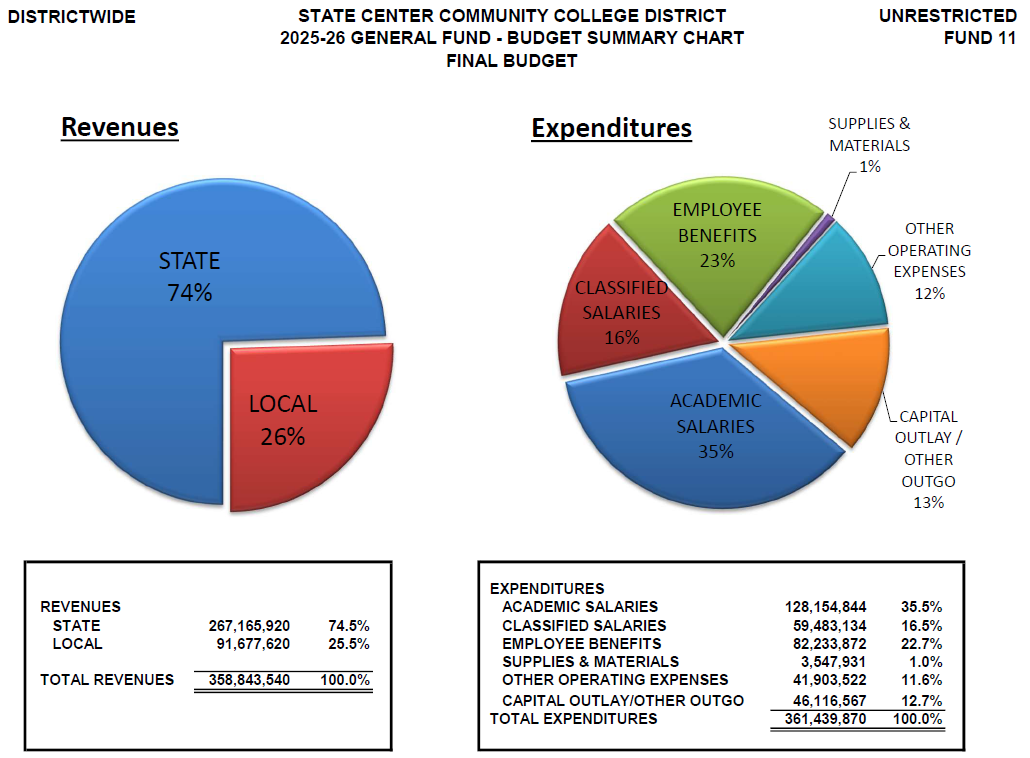 DISTRICTWIDE
STATE CENTER COMMUNITY COLLEGE DISTRICT
UNRESTRICTED
2025-26 GENERAL FUND - BUDGET SUMMARY CHART
FUND 11
FINAL BUDGET
Revenues
STATE
74%
LOCAL
26%
Expenditures
SUPPLIES &
MATERIALS
1%
EMPLOYEE
BENEFITS
23%
OTHER
OPERATING
EXPENSES
12%
CLASSIFIED
SALARIES
16%
ACADEMIC
SALARIES
35%
CAPITAL
OUTLAY /
OTHER
OUTGO
13%
REVENUES
STATE 267,165,920 74.5%
LOCAL 91,677,620 25.5%
TOTAL REVENUES 358,843,540 100.0%
EXPENDITURES
ACADEMIC SALARIES 128,154,844 35.5%
CLASSIFIED SALARIES 59,483,134 16.5%
EMPLOYEE BENEFITS 82,233,872 22.7%
SUPPLIES & MATERIALS 3,547,931 1.0%
OTHER OPERATING EXPENSES 41,903,522 11.6%
CAPITAL OUTLAY/OTHER OUTGO 46,116,567 12.7%
TOTAL EXPENDITURES 361,439,870 100.0%